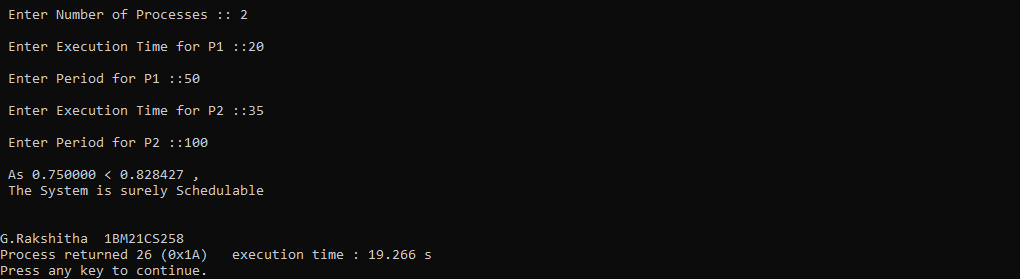 Enter Number of Processes :: 2
Enter Execution Time for P1 ::20
Enter Period for P1 ::50
Enter Execution Time for P2 ::35
Enter Period for P2 ::100
As 0.750000 < 0.828427 ,
The System is surely Schedulable
G.Rakshitha  1BM21CS258
Process returned 26 (0x1A)   execution time : 19.266 s
Press any key to continue.